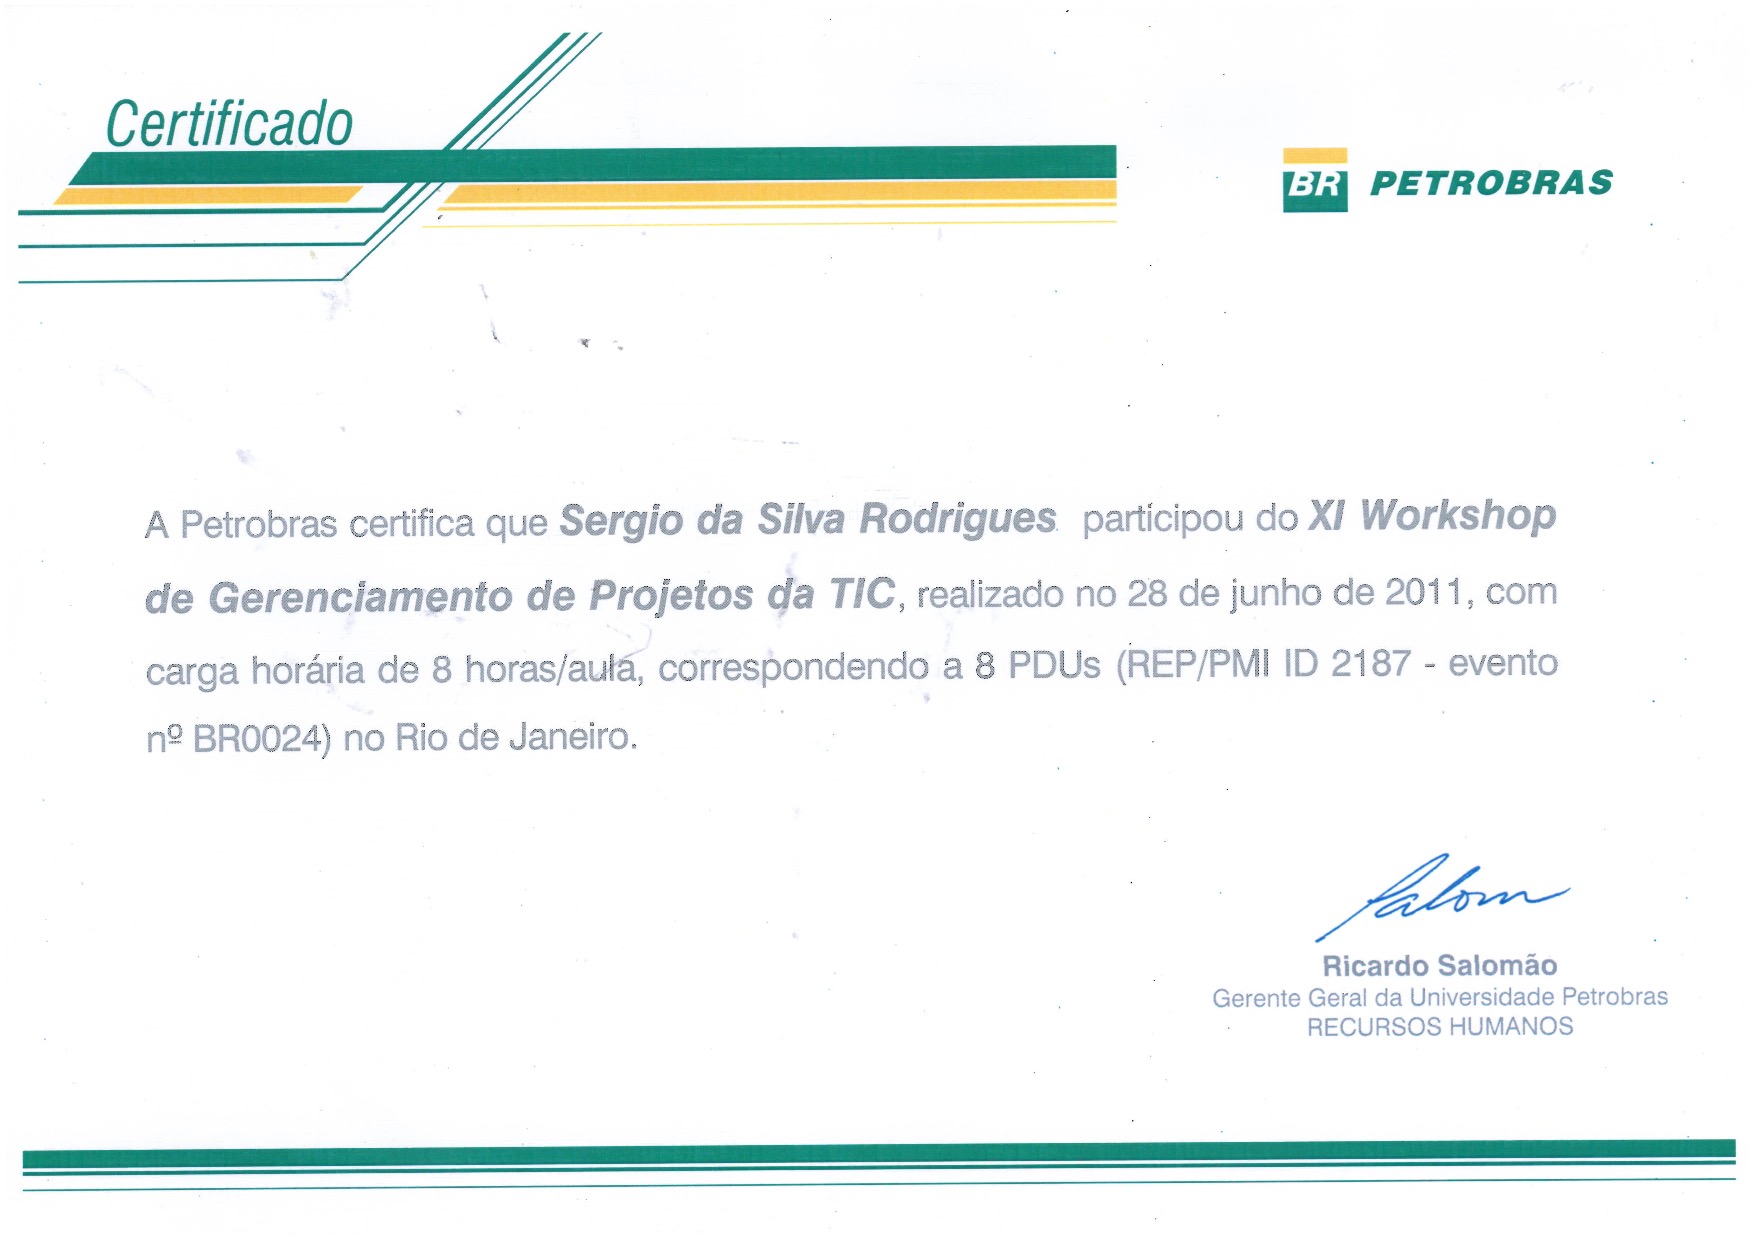 Certificado
BR PETROBRAS
A Petrobras certifica que Sergio da Silva Rodrigues participou do XI Workshop
de Gerenciamento de Projetos da TIC, realizado no 28 de junho de 2011, com
carga horária de 8 horas/aula, correspondendo a 8 PDUs (REP/PMI ID 2187 - evento
nº BR0024) no Rio de Janeiro.
Salom
Ricardo Salomão
Gerente Geral da Universidade Petrobras
RECURSOS HUMANOS